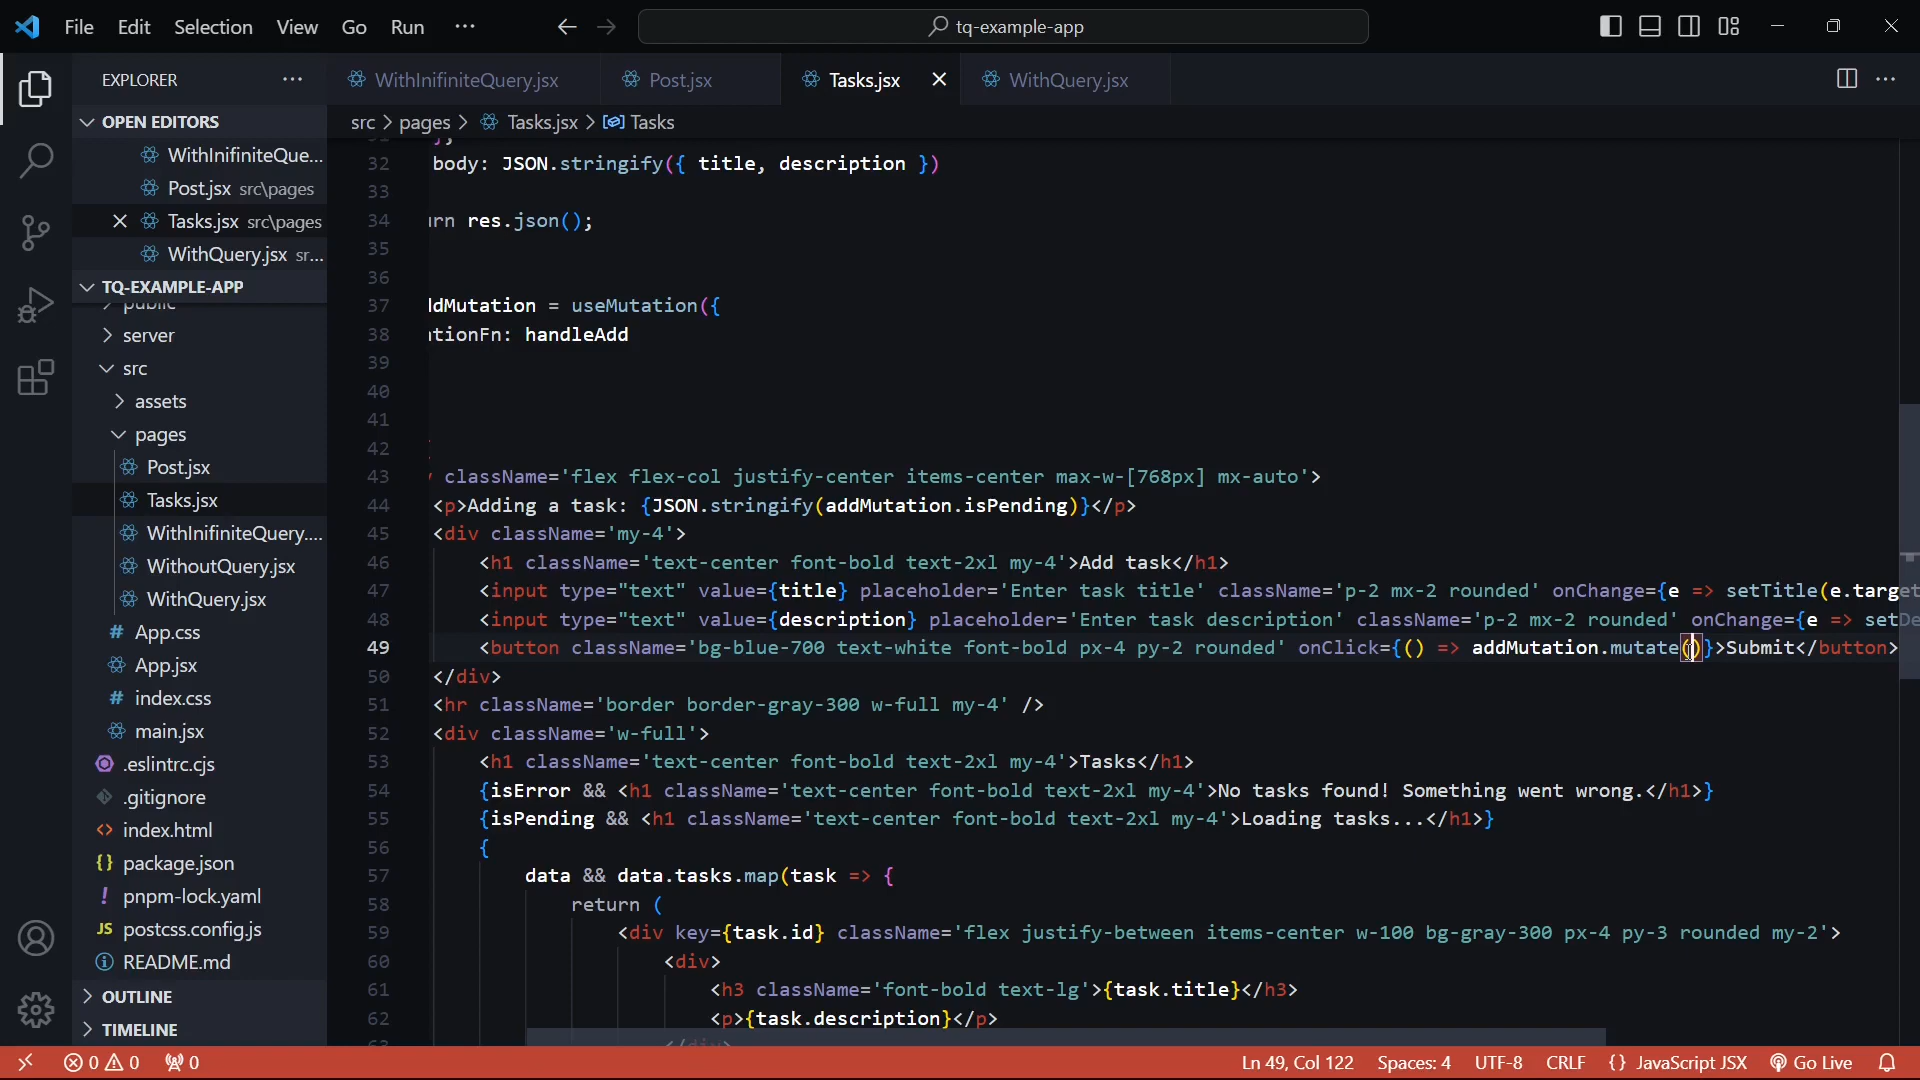 File Edit Selection View Go Run ... tq-example-app
EXPLORER ...
WithInifiniteQuery.jsx Post.jsx Tasks.jsx WithQuery.jsx
OPEN EDITORS
WithInifiniteQue...
Post.jsx src\pages
Tasks.jsx src\pages
WithQuery.jsx sr...
TQ-EXAMPLE-APP
public
server
src
assets
pages
Post.jsx
Tasks.jsx
WithInifiniteQuery....
WithoutQuery.jsx
WithQuery.jsx
App.css
App.jsx
index.css
main.jsx
.eslintrc.cjs
.gitignore
index.html
package.json
pnpm-lock.yaml
postcss.config.js
README.md
OUTLINE
TIMELINE
src > pages > Tasks.jsx > Tasks
32 body: JSON.stringify({ title, description })
33
34 urn res.json();
35
36
37 ddMutation = useMutation({
38 ationFn: handleAdd
39
40
41
42
43 className='flex flex-col justify-center items-center max-w-[768px] mx-auto'>
44 <p>Adding a task: {JSON.stringify(addMutation.isPending)}</p>
45 <div className='my-4'>
46 <h1 className='text-center font-bold text-2xl my-4'>Add task</h1>
47 <input type="text" value={title} placeholder='Enter task title' className='p-2 mx-2 rounded' onChange={e => setTitle(e.target
48 <input type="text" value={description} placeholder='Enter task description' className='p-2 mx-2 rounded' onChange={e => setDe
49 <button className='bg-blue-700 text-white font-bold px-4 py-2 rounded' onClick={() => addMutation.mutate()}>Submit</button>
50 </div>
51 <hr className='border border-gray-300 w-full my-4' />
52 <div className='w-full'>
53 <h1 className='text-center font-bold text-2xl my-4'>Tasks</h1>
54 {isError && <h1 className='text-center font-bold text-2xl my-4'>No tasks found! Something went wrong.</h1>}
55 {isPending && <h1 className='text-center font-bold text-2xl my-4'>Loading tasks...</h1>}
56 {
57 data && data.tasks.map(task => {
58 return (
59 <div key={task.id} className='flex justify-between items-center w-100 bg-gray-300 px-4 py-3 rounded my-2'>
60 <div>
61 <h3 className='font-bold text-lg'>{task.title}</h3>
62 <p>{task.description}</p>
0 0 0 Ln 49, Col 122 Spaces: 4 UTF-8 CRLF {} JavaScript JSX Go Live